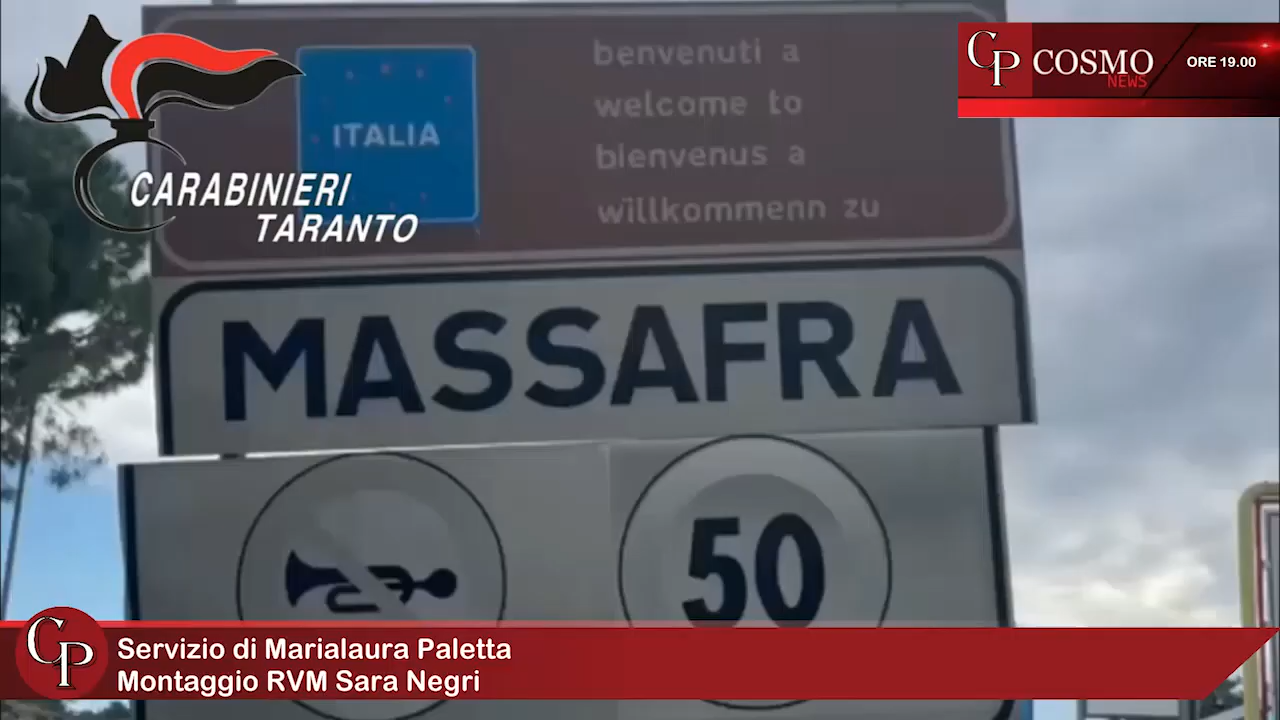 CARABINIERI
TARANTO
ITALIA
benvenuti a
welcome to
bienvenus a
willkommenn zu
CP COSMO
NEWS
ORE 19.00
MASSAFRA
50
CP
Servizio di Marialaura Paletta
Montaggio RVM Sara Negri